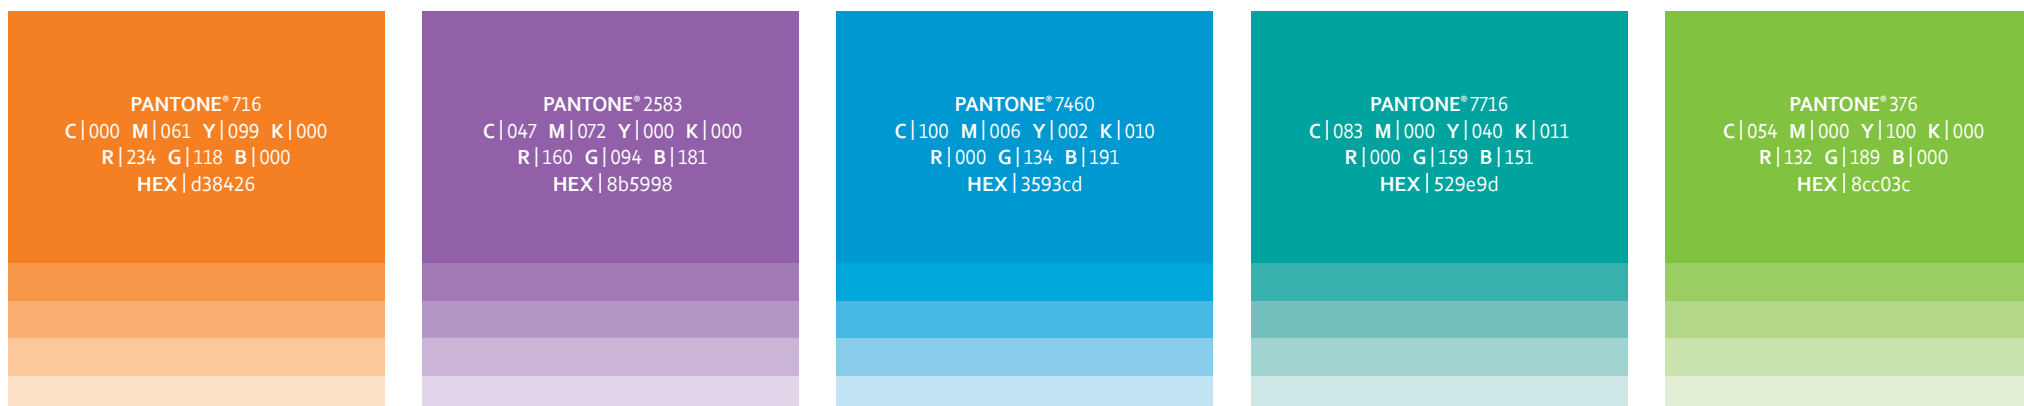 PANTONE® 716
C|000 M|061 Y|099 K|000
R|234 G|118 B|000
HEX|d38426
PANTONE® 2583
C|047 M|072 Y|000 K|000
R|160 G|094 B|181
HEX|8b5998
PANTONE® 7460
C|100 M|006 Y|002 K|010
R|000 G|134 B|191
HEX|3593cd
PANTONE® 7716
C|083 M|000 Y|040 K|011
R|000 G|159 B|151
HEX|529e9d
PANTONE® 376
C|054 M|000 Y|100 K|000
R|132 G|189 B|000
HEX|8cc03c